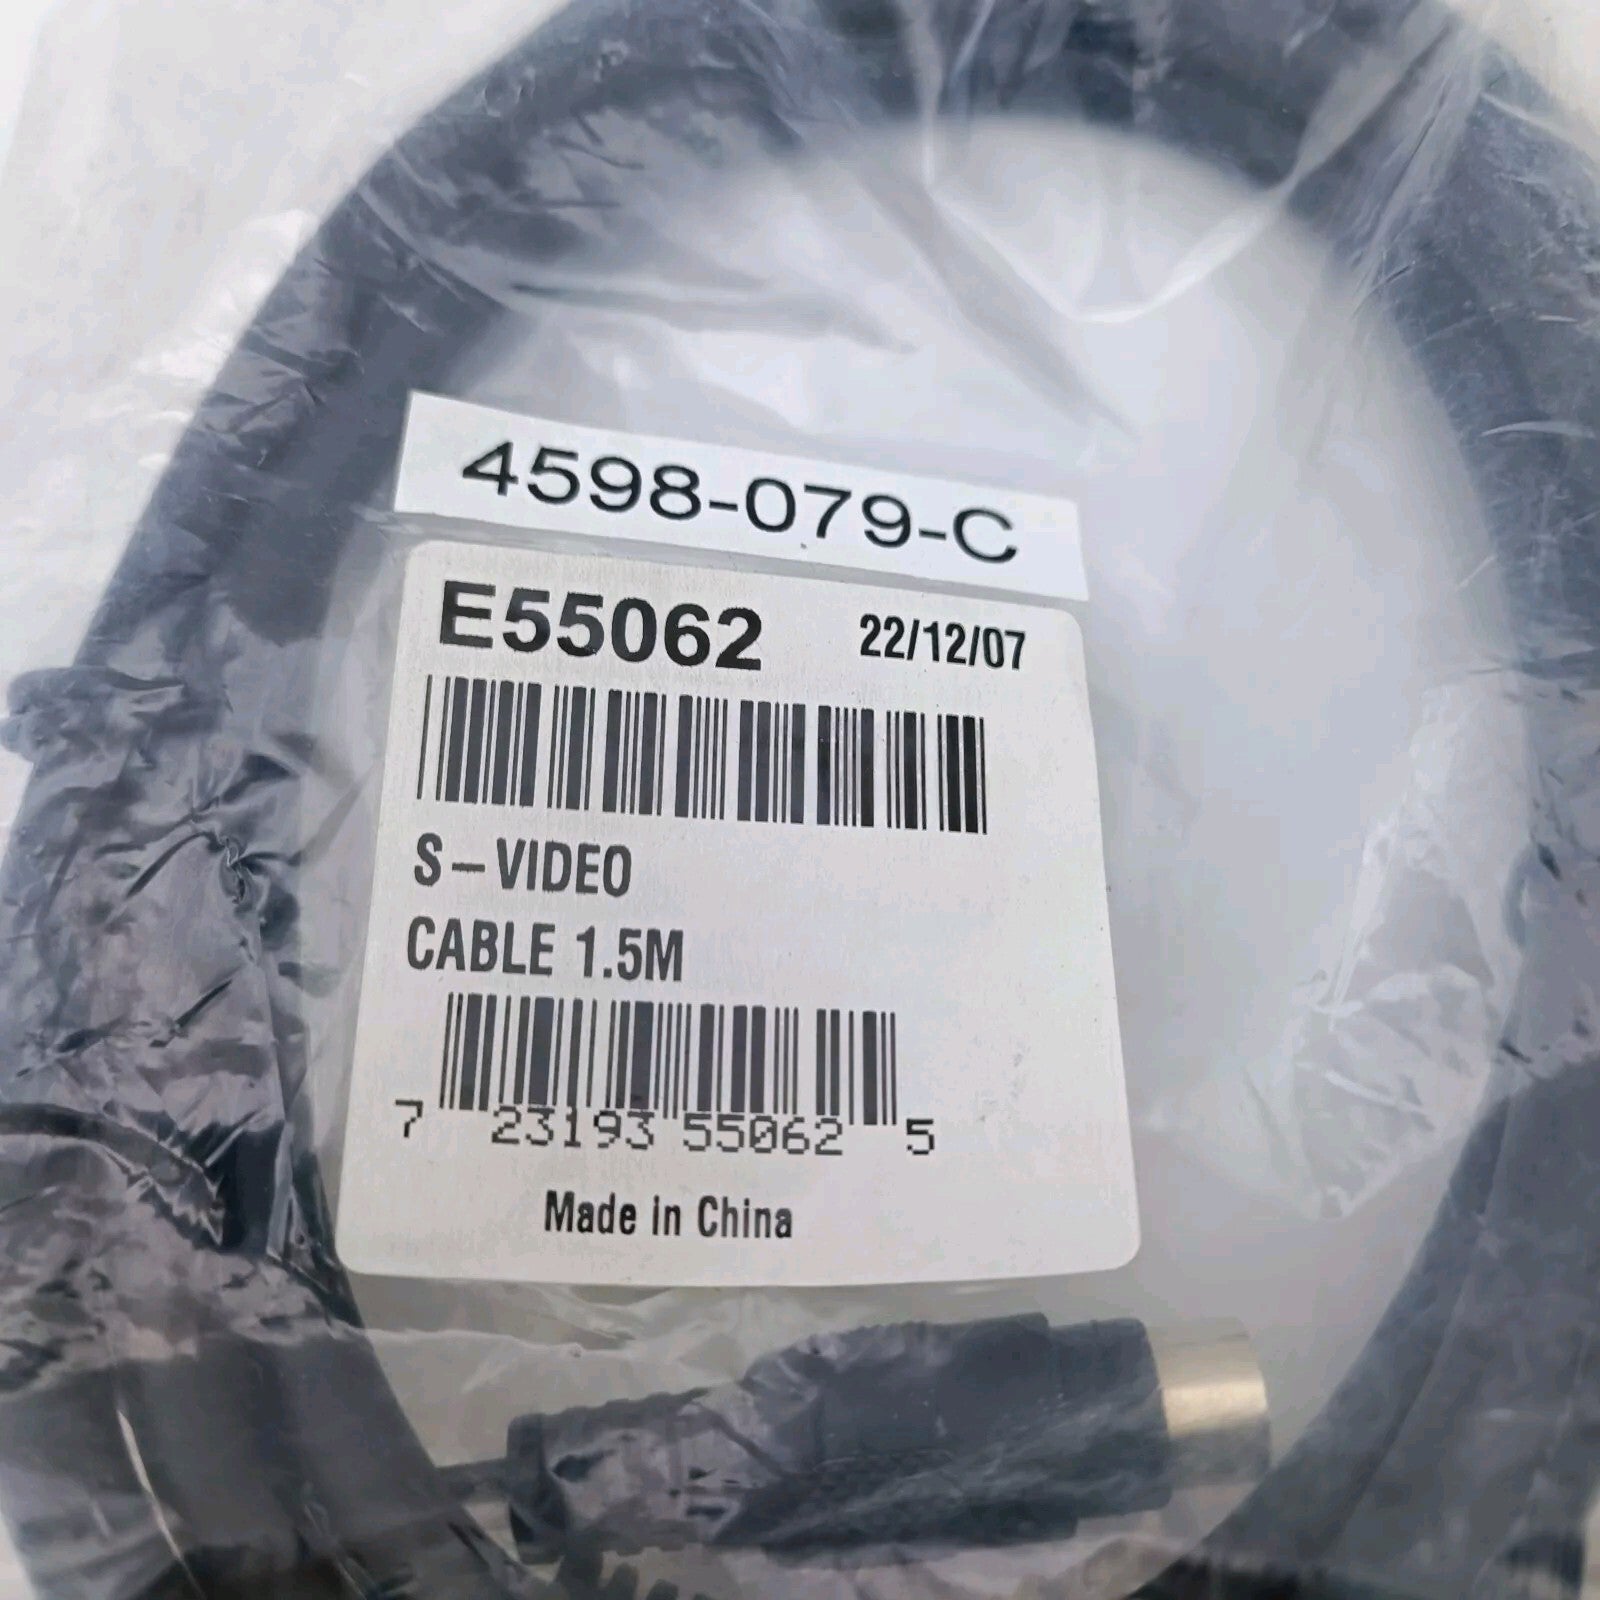 4598-079-C
E55062 22/12/07
S-VIDEO
CABLE 1.5M
7 23193 55062 5
Made in China